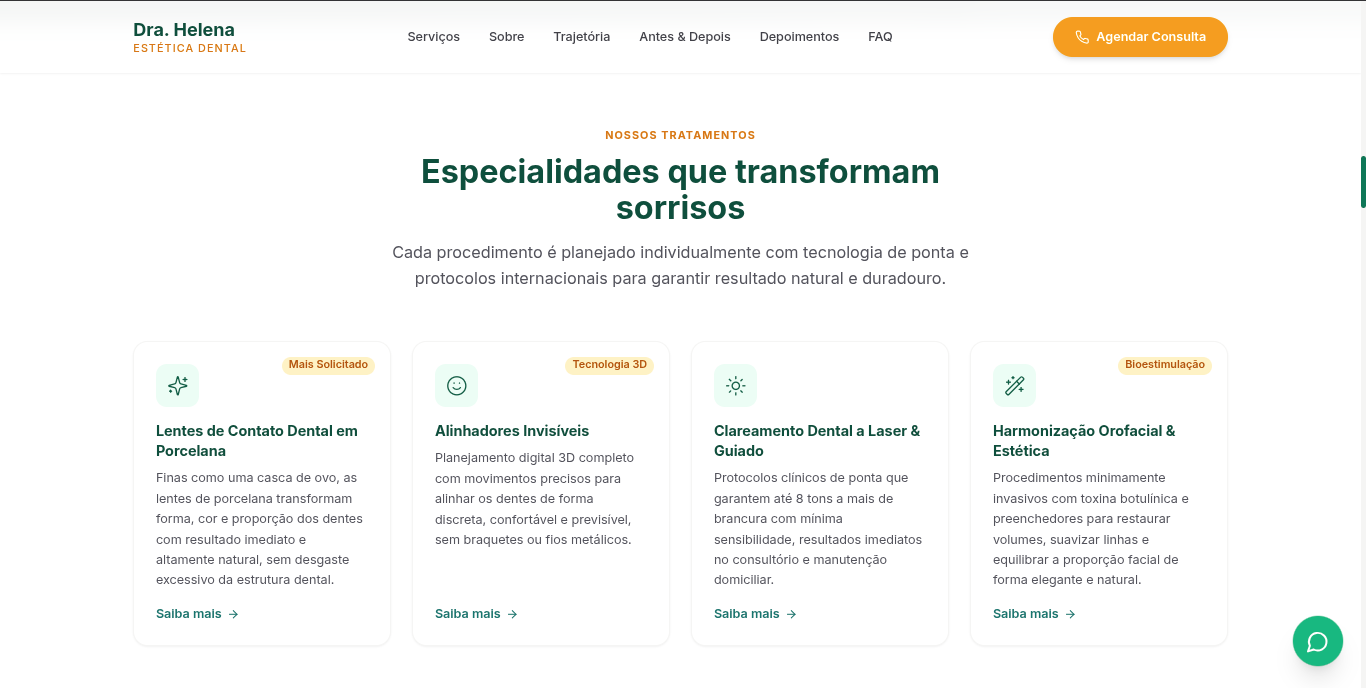 Dra. Helena
ESTÉTICA DENTAL
Serviços
Sobre
Trajetória
Antes & Depois
Depoimentos
FAQ
Agendar Consulta
NOSSOS TRATAMENTOS
Especialidades que transformam
sorrisos
Cada procedimento é planejado individualmente com tecnologia de ponta e
protocolos internacionais para garantir resultado natural e duradouro.
Mais Solicitado
Lentes de Contato Dental em
Porcelana
Finas como uma casca de ovo, as
lentes de porcelana transformam
forma, cor e proporção dos dentes
com resultado imediato e
altamente natural, sem desgaste
excessivo da estrutura dental.
Saiba mais →
Tecnologia 3D
Alinhadores Invisíveis
Planejamento digital 3D completo
com movimentos precisos para
alinhar os dentes de forma
discreta, confortável e previsível,
sem braquetes ou fios metálicos.
Saiba mais →
Clareamento Dental a Laser &
Guiado
Protocolos clínicos de ponta que
garantem até 8 tons a mais de
brancura com mínima
sensibilidade, resultados imediatos
no consultório e manutenção
domiciliar.
Saiba mais →
Bioestimulação
Harmonização Orofacial &
Estética
Procedimentos minimamente
invasivos com toxina botulínica e
preenchedores para restaurar
volumes, suavizar linhas e
equilibrar a proporção facial de
forma elegante e natural.
Saiba mais →